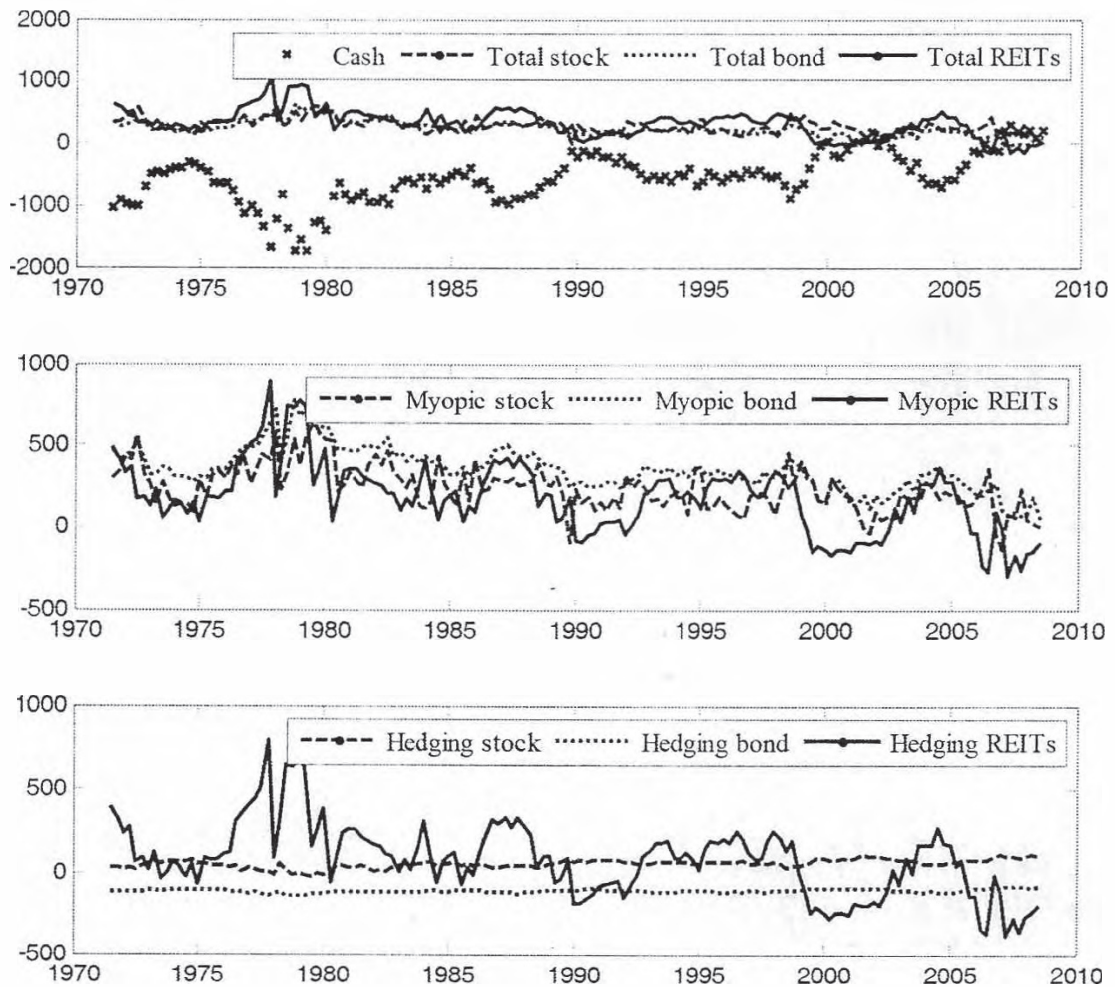 2000
Cash Total stock Total bond Total REITs
1000
0
-1000
-2000
1970 1975 1980 1985 1990 1995 2000 2005 2010
1000
Myopic stock Myopic bond Myopic REITs
500
0
-500
1970 1975 1980 1985 1990 1995 2000 2005 2010
1000
Hedging stock Hedging bond Hedging REITs
500
0
-500
1970 1975 1980 1985 1990 1995 2000 2005 2010